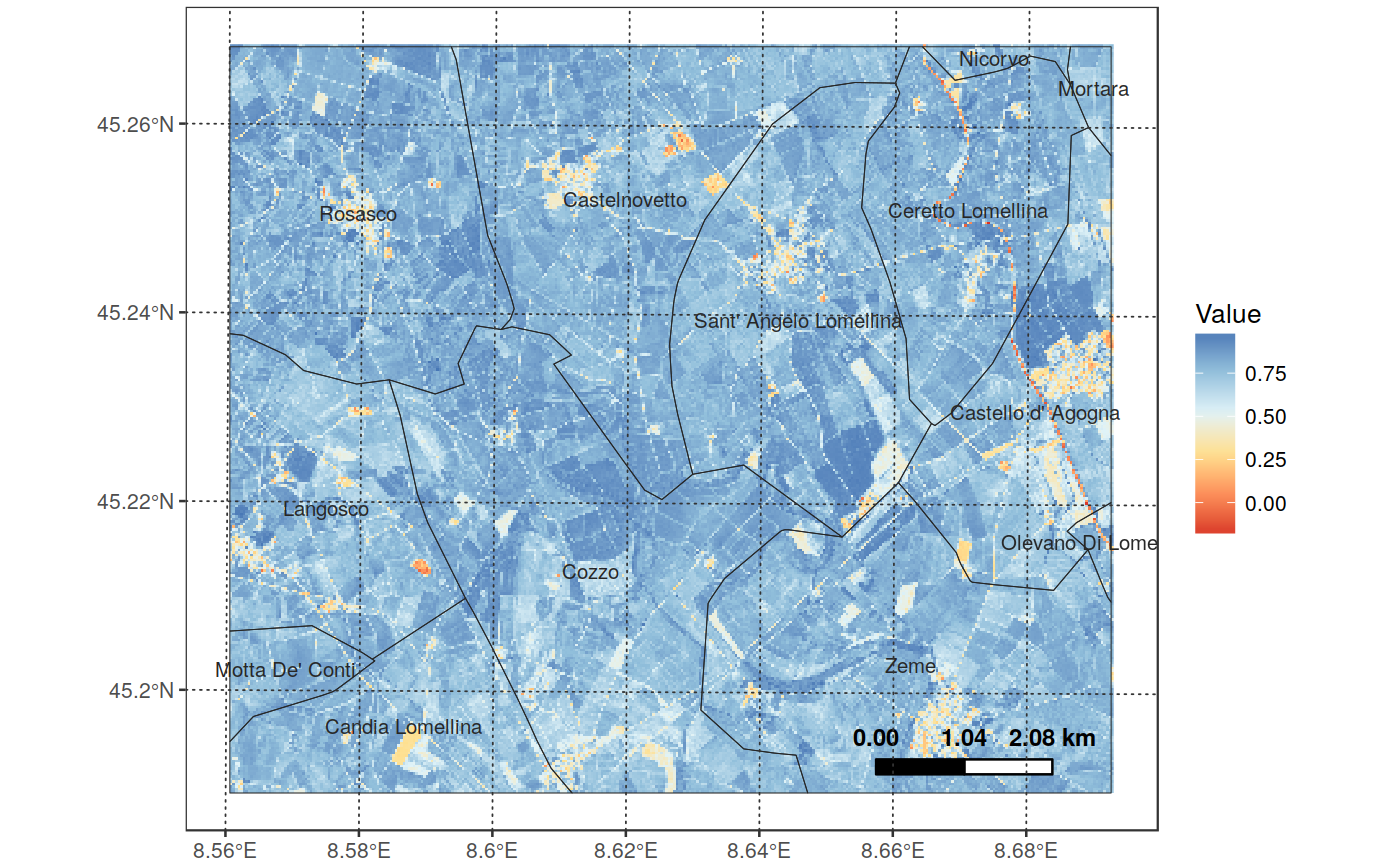 Nicorvo
Mortara
45.26°N
Castelnovetto
Rosasco
Ceretto Lomellina
45.24°N
Sant' Angelo Lomellina
Value
0.75
0.50
0.25
0.00
Castello d' Agogna
45.22°N
Langosco
Olevano Di Lome
Cozzo
45.2°N
Motta De' Conti
Zeme
Candia Lomellina
0.00 1.04 2.08 km
8.56°E 8.58°E 8.6°E 8.62°E 8.64°E 8.66°E 8.68°E